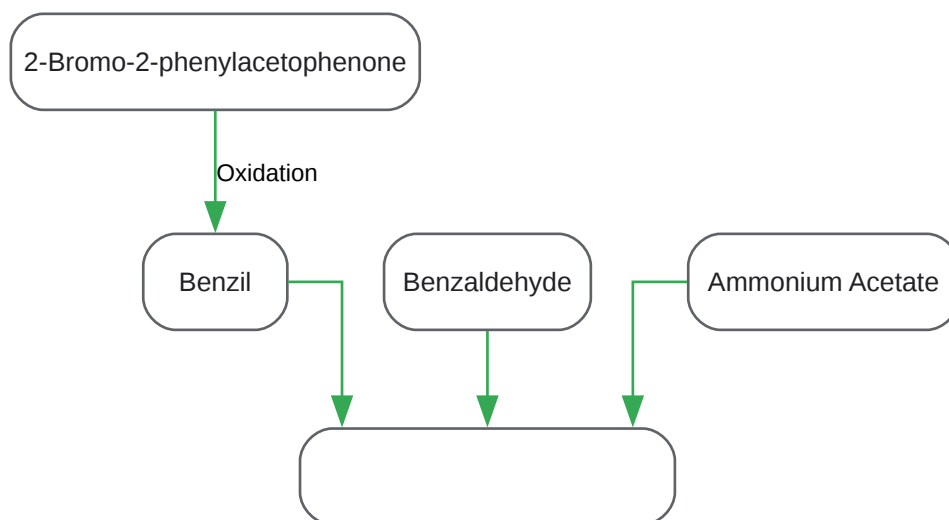 2-Bromo-2-phenylacetophenone
Oxidation
Benzil
Benzaldehyde
Ammonium Acetate